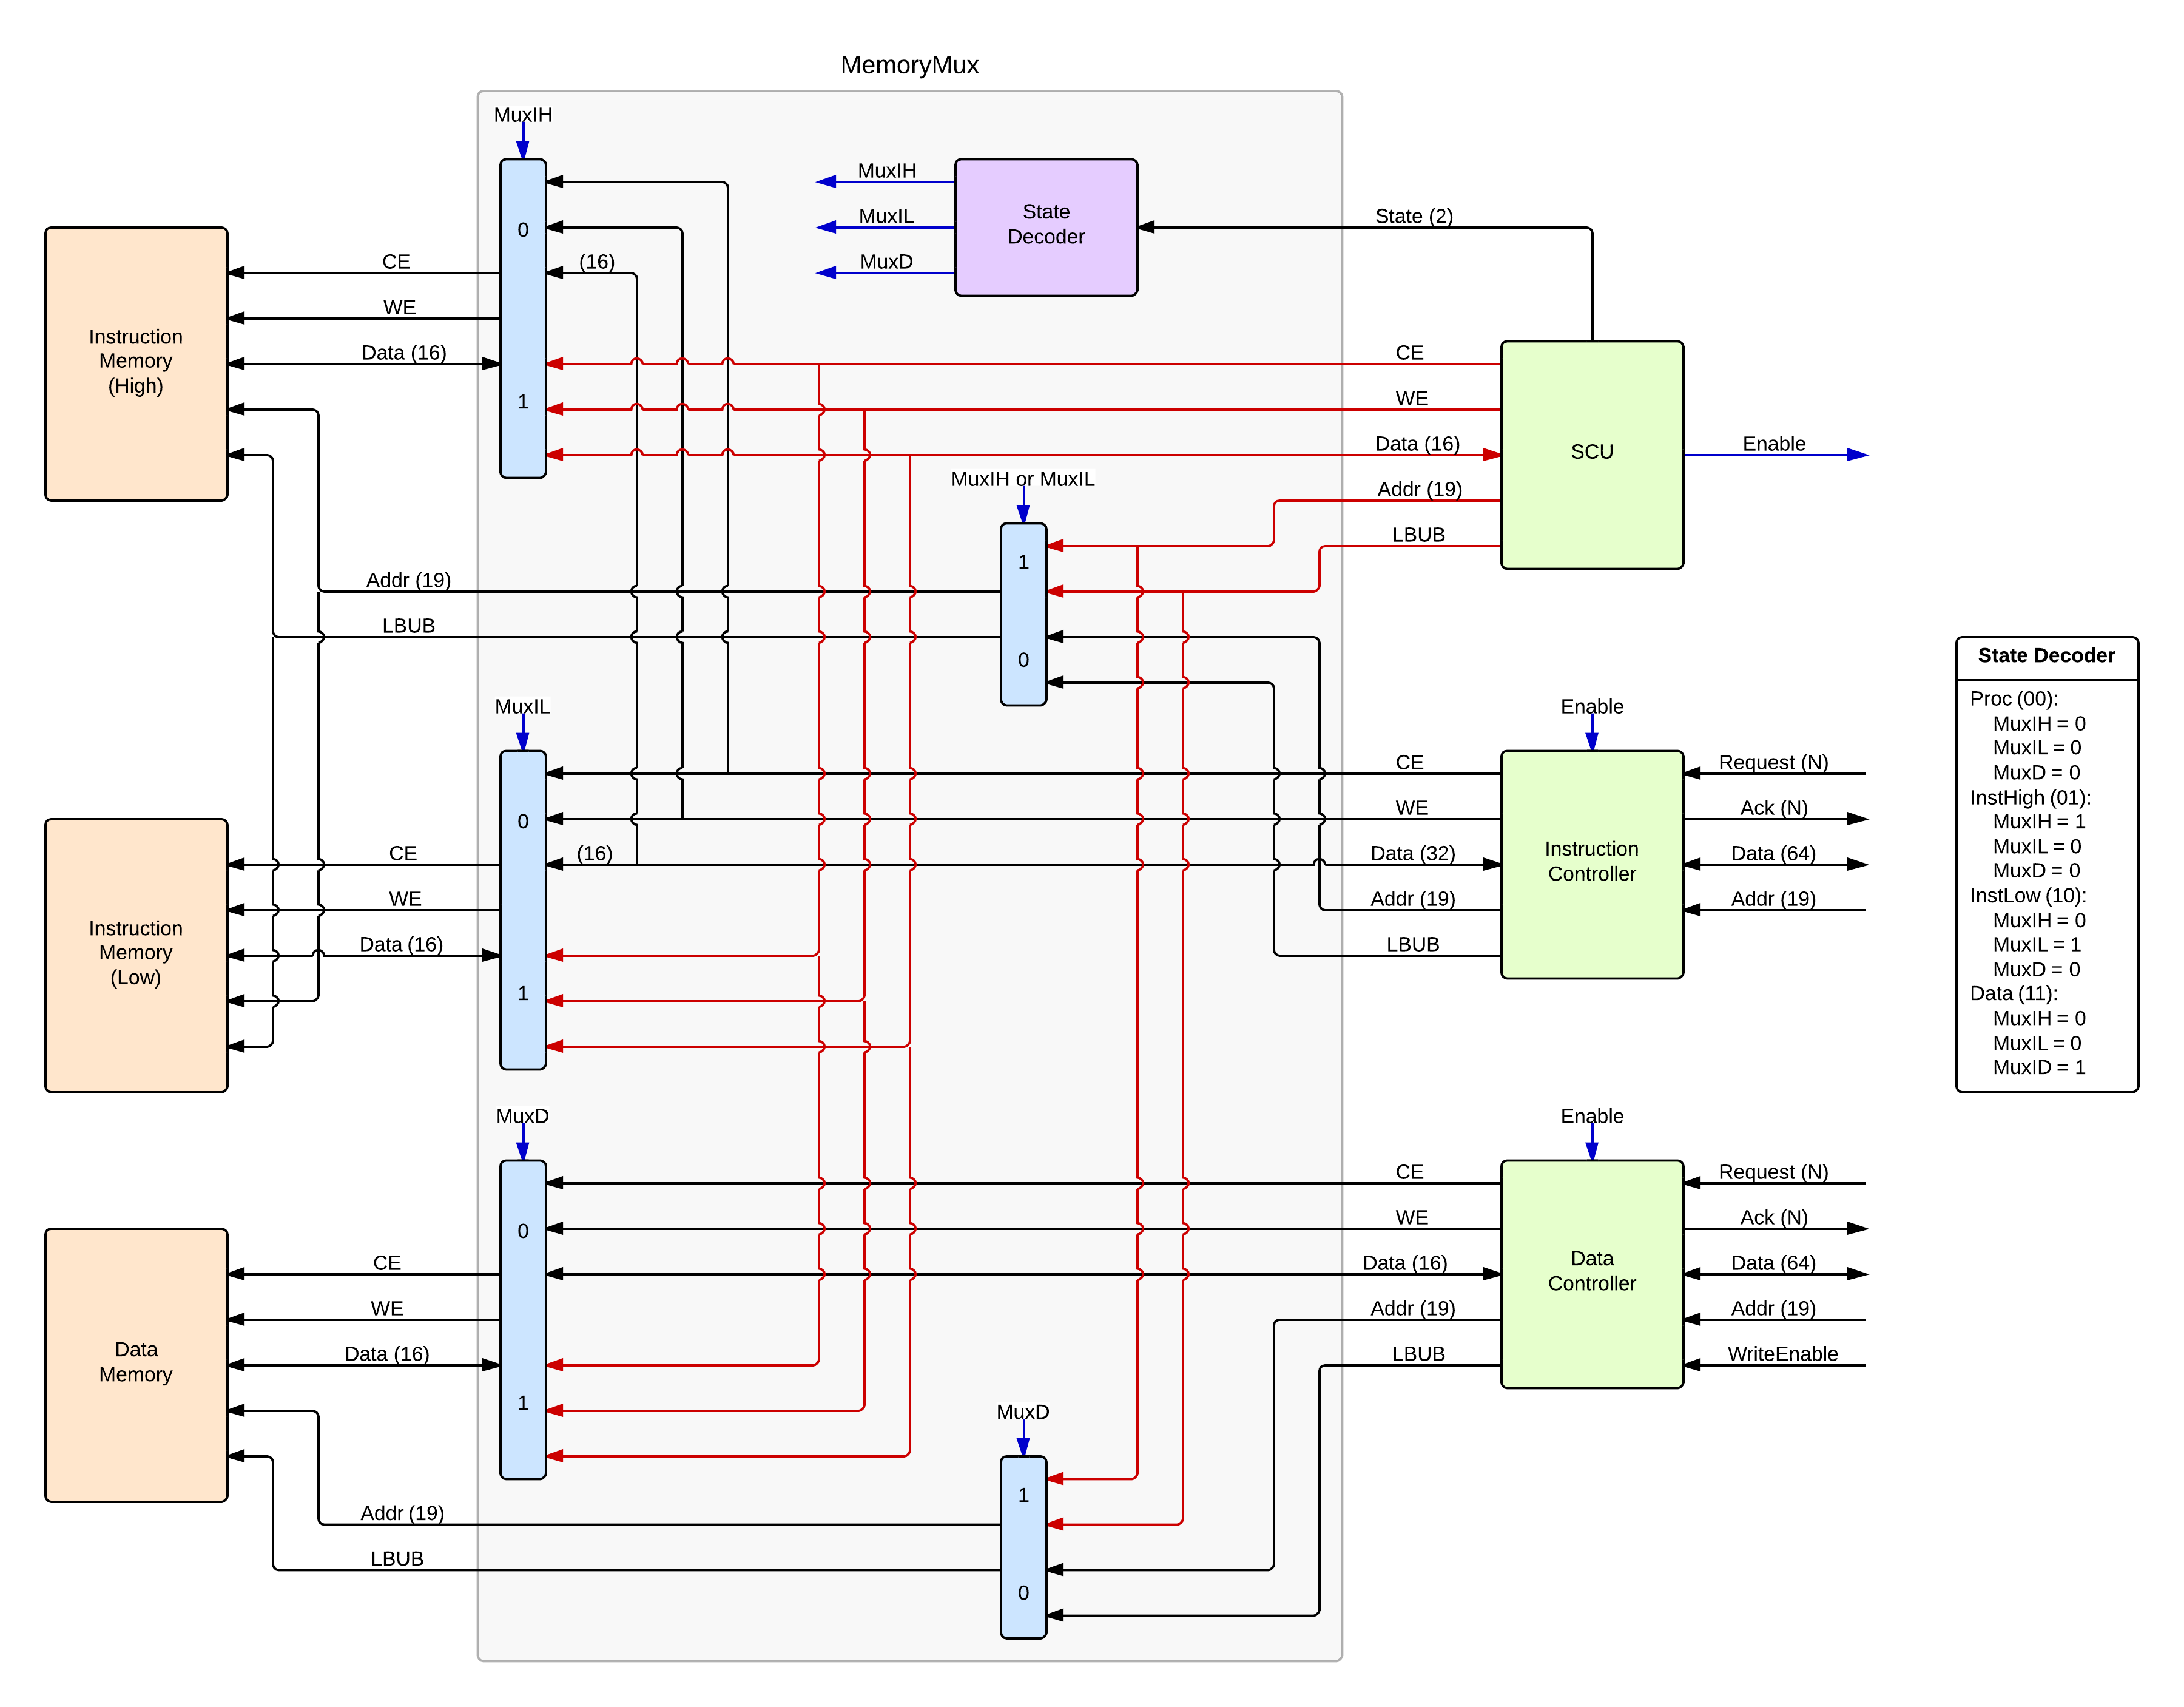 MemoryMux
MuxIH
MuxIH
State (2)
State
Decoder
MuxIL
0
CE
(16)
MuxD
WE
Instruction
Memory
(High)
Data (16)
CE
1
WE
Data (16)
SCU
Enable
MuxIH or MuxIL
Addr (19)
LBUB
1
Addr (19)
LBUB
0
State Decoder
Proc (00):
MuxIH = 0
MuxIL = 0
MuxD = 0
InstHigh (01):
MuxIH = 1
MuxIL = 0
MuxD = 0
InstLow (10):
MuxIH = 0
MuxIL = 1
MuxD = 0
Data (11):
MuxIH = 0
MuxIL = 0
MuxID = 1
MuxIL
Enable
CE
Request (N)
0
WE
Ack (N)
CE
(16)
Data (32)
Instruction
Controller
Data (64)
WE
Addr (19)
Addr (19)
Instruction
Memory
(Low)
Data (16)
LBUB
1
MuxD
Enable
CE
Request (N)
0
WE
Ack (N)
CE
Data (16)
Data
Controller
Data (64)
WE
Addr (19)
Addr (19)
Data
Memory
Data (16)
LBUB
WriteEnable
1
MuxD
1
Addr (19)
LBUB
0